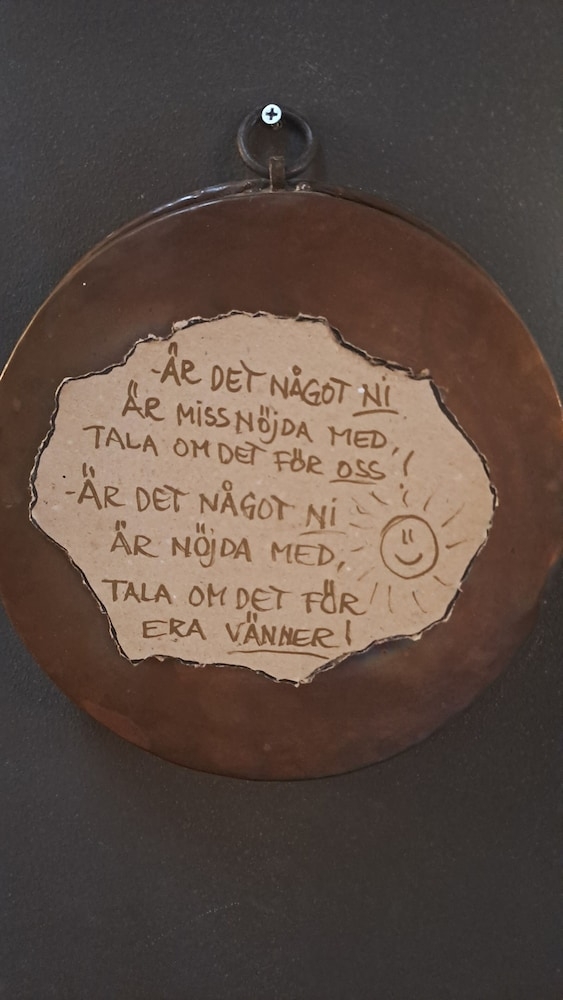 -ÄR DET NÅGOT NI
ÄR MISSNÖJDA MED,
TALA OM DET FÖR OSS!
-ÄR DET NÅGOT NI
ÄR NÖJDA MED,
TALA OM DET FÖR
ERA VÄNNER!